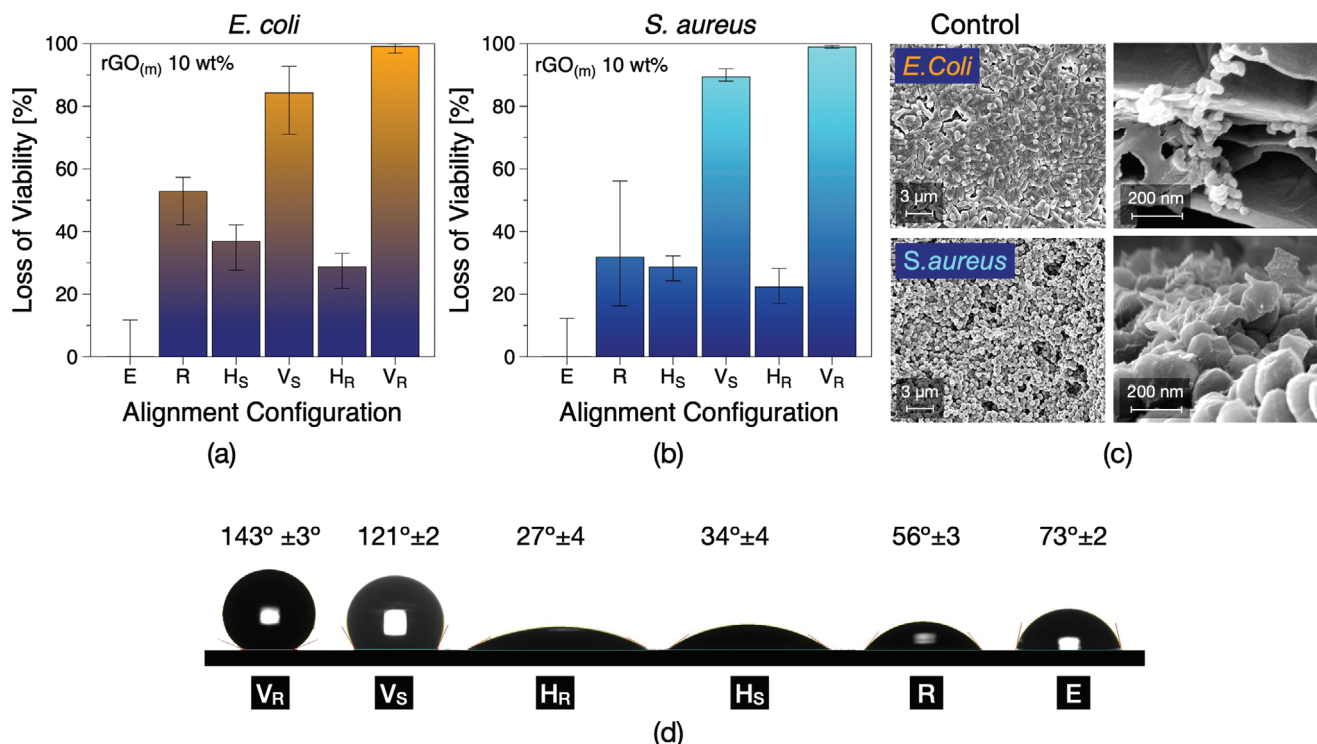 E. coli
100
80
60
40
20
0
Loss of Viability [%]
rGO(m) 10 wt%
E R HS VS HR VR
Alignment Configuration
(a)
S. aureus
100
80
60
40
20
0
Loss of Viability [%]
rGO(m) 10 wt%
E R HS VS HR VR
Alignment Configuration
(b)
Control
E.Coli
3 µm
200 nm
S.aureus
3 µm
200 nm
(c)
143º ±3º 121º±2 27º±4 34º±4 56º±3 73º±2
VR VS HR HS R E
(d)